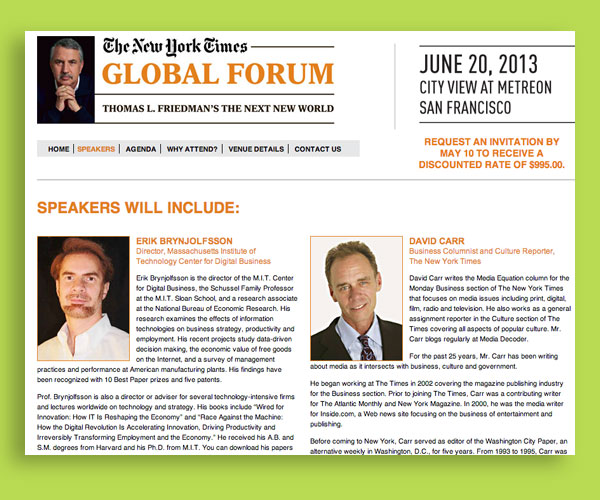 The New York Times
GLOBAL FORUM
THOMAS L. FRIEDMAN'S THE NEXT NEW WORLD
JUNE 20, 2013
CITY VIEW AT METREON
SAN FRANCISCO
HOME | SPEAKERS | AGENDA | WHY ATTEND? | VENUE DETAILS | CONTACT US
REQUEST AN INVITATION BY
MAY 10 TO RECEIVE A
DISCOUNTED RATE OF $995.00.
SPEAKERS WILL INCLUDE:
ERIK BRYNJOLFSSON
Director, Massachusetts Institute of
Technology Center for Digital Business
Erik Brynjolfsson is the director of the M.I.T. Center
for Digital Business, the Schussel Family Professor
at the M.I.T. Sloan School, and a research associate
at the National Bureau of Economic Research. His
research examines the effects of information
technologies on business strategy, productivity and
employment. His recent projects study data-driven
decision making, the economic value of free goods
on the Internet, and a survey of management
practices and performance at American manufacturing plants. His findings have
been recognized with 10 Best Paper prizes and five patents.
Prof. Brynjolfsson is also a director or adviser for several technology-intensive firms
and lectures worldwide on technology and strategy. His books include "Wired for
Innovation: How IT Is Reshaping the Economy" and "Race Against the Machine:
How the Digital Revolution Is Accelerating Innovation, Driving Productivity and
Irreversibly Transforming Employment and the Economy." He received his A.B. and
S.M. degrees from Harvard and his Ph.D. from M.I.T. You can download his papers
DAVID CARR
Business Columnist and Culture Reporter,
The New York Times
David Carr writes the Media Equation column for the
Monday Business section of The New York Times
that focuses on media issues including print, digital,
film, radio and television. He also works as a general
assignment reporter in the Culture section of The
Times covering all aspects of popular culture. Mr.
Carr blogs regularly at Media Decoder.
For the past 25 years, Mr. Carr has been writing
about media as it intersects with business, culture and government.
He began working at The Times in 2002 covering the magazine publishing industry
for the Business section. Prior to joining The Times, Carr was a contributing writer
for The Atlantic Monthly and New York Magazine. In 2000, he was the media writer
for Inside.com, a Web news site focusing on the business of entertainment and
publishing.
Before coming to New York, Carr served as editor of the Washington City Paper, an
alternative weekly in Washington, D.C., for five years. From 1993 to 1995, Carr was